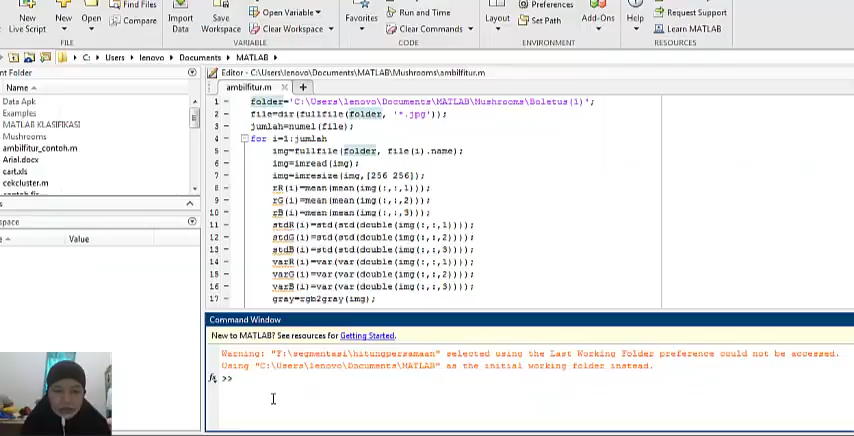 New
Live Script
New
Open
Find Files
Compare
Import
Data
Save
Workspace
Open Variable
Clear Workspace
Favorites
Run and Time
Clear Commands
Layout
Preferences
Set Path
Add-Ons
Help
Request Support
Learn MATLAB
FILE
VARIABLE
CODE
ENVIRONMENT
RESOURCES
C: Users lenovo Documents MATLAB
nt Folder
Name
Data Apk
Examples
MATLAB KLASIFIKASI
Mushrooms
ambilfitur_contoh.m
Arial.docx
cart.xls
cekcluster.m
space
Value
Editor - C:\Users\lenovo\Documents\MATLAB\Mushrooms\ambilfitur.m
ambilfitur.m
1 folder='C:\Users\lenovo\Documents\MATLAB\Mushrooms\Boletus(1)';
2 file=dir(fullfile(folder, '*.jpg'));
3 jumlah=numel(file);
4 for i=1:jumlah
5 img=fullfile(folder, file(i).name);
6 img=imread(img);
7 img=imresize(img,[256 256]);
8 rR(i)=mean(mean(img(:,:,1)));
9 rG(i)=mean(mean(img(:,:,2)));
10 rB(i)=mean(mean(img(:,:,3)));
11 stdR(i)=std(std(double(img(:,:,1))));
12 stdG(i)=std(std(double(img(:,:,2))));
13 stdB(i)=std(std(double(img(:,:,3))));
14 varR(i)=var(var(double(img(:,:,1))));
15 varG(i)=var(var(double(img(:,:,2))));
16 varB(i)=var(var(double(img(:,:,3))));
17 gray=rgb2gray(img);
Command Window
New to MATLAB? See resources for Getting Started.
Warning: "F:\segmentasi\hitungpersamaan" selected using the Last Working Folder preference could not be accessed.
Using "C:\Users\lenovo\Documents\MATLAB" as the initial working folder instead.
fx >>